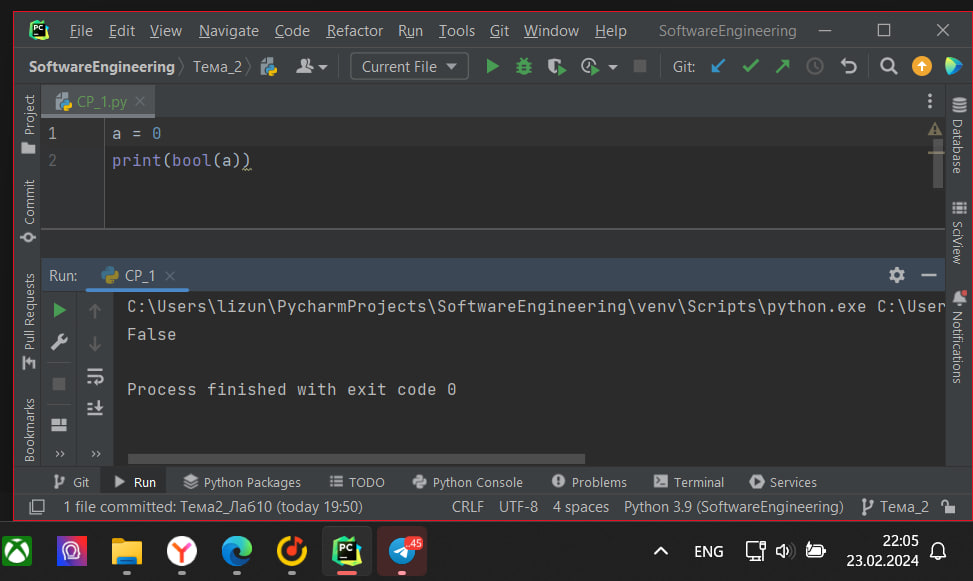 PC File Edit View Navigate Code Refactor Run Tools Git Window Help SoftwareEngineering
SoftwareEngineering Тема_2 Current File Git:
Project
CP_1.py
1 a = 0
2 print(bool(a))
Database
Commit
SciView
Run: CP_1
C:\Users\lizun\PycharmProjects\SoftwareEngineering\venv\Scripts\python.exe C:\User
False
Pull Requests
Notifications
Process finished with exit code 0
Bookmarks
Git Run Python Packages TODO Python Console Problems Terminal Services
1 file committed: Тема2_Ла610 (today 19:50) CRLF UTF-8 4 spaces Python 3.9 (SoftwareEngineering) Тема_2
PC .45 ENG 22:05
23.02.2024